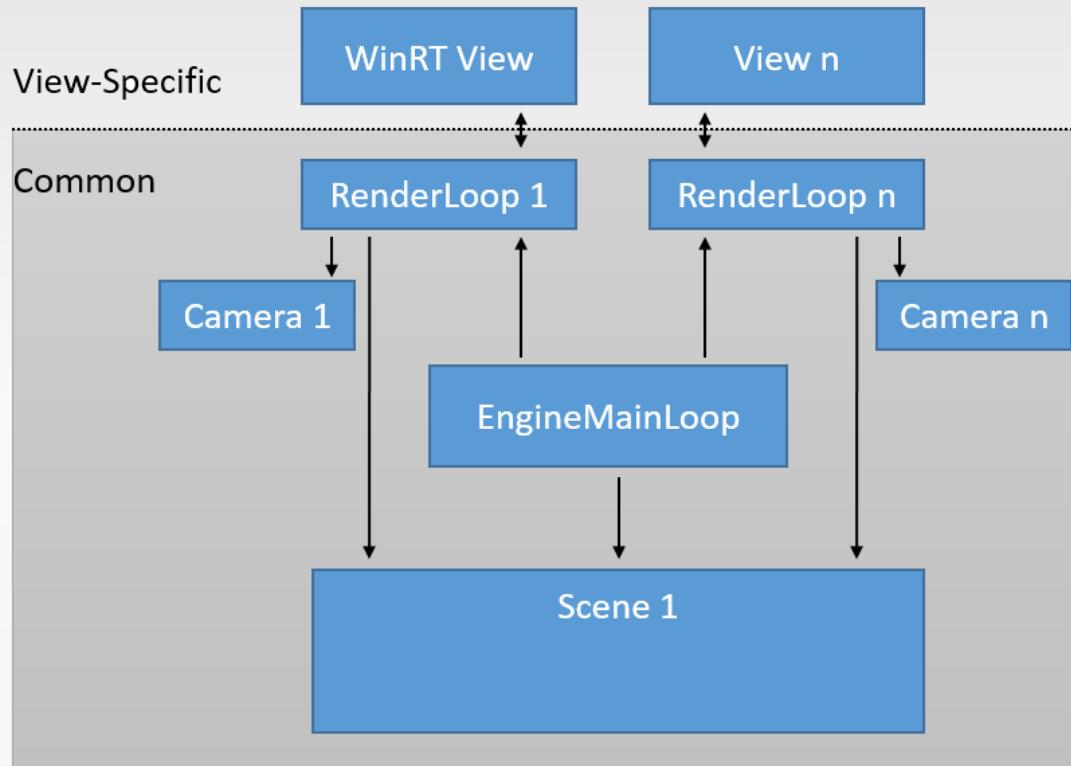 WinRT View
View n
View-Specific
Common
RenderLoop 1
RenderLoop n
Camera 1
Camera n
EngineMainLoop
Scene 1